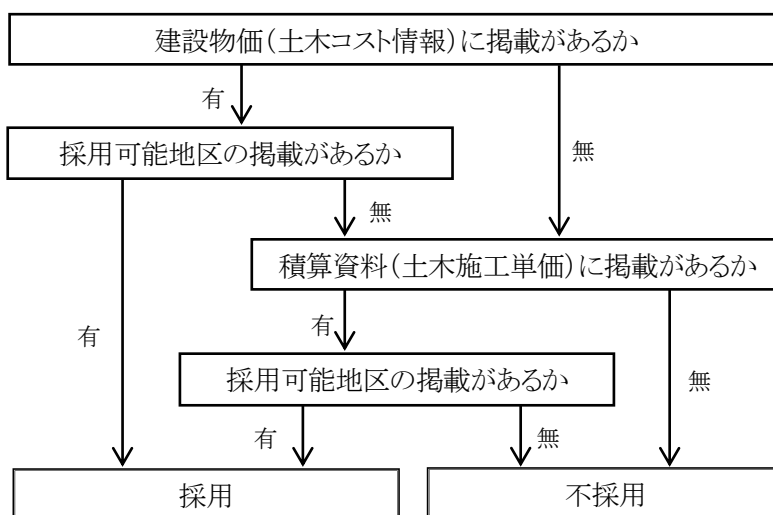 建設物価(土木コスト情報)に掲載があるか
有
採用可能地区の掲載があるか
無
無
積算資料(土木施工単価)に掲載があるか
有
有
採用可能地区の掲載があるか
無
有
無
採用
不採用